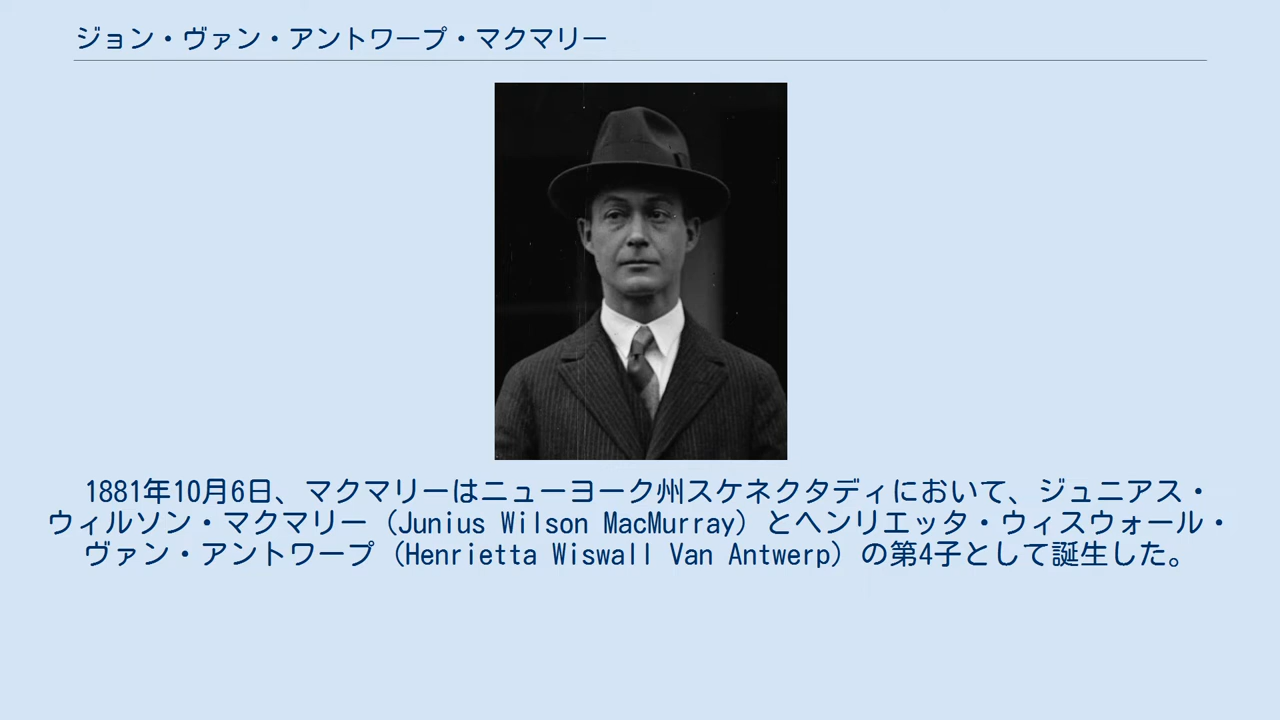 ジョン・ヴァン・アントワープ・マクマリー
1881年10月6日、マクマリーはニューヨーク州スケネクタディにおいて、ジュニアス・
ウィルソン・マクマリー（Junius Wilson MacMurray）とヘンリエッタ・ウィスウォール・
ヴァン・アントワープ（Henrietta Wiswall Van Antwerp）の第4子として誕生した。